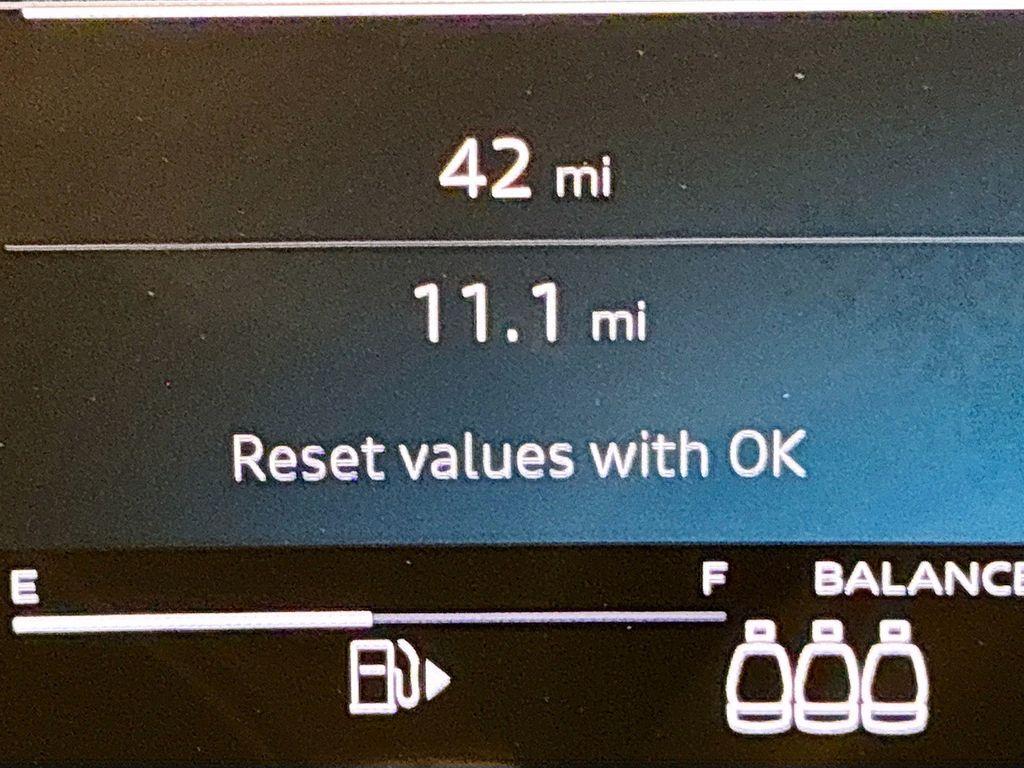 42 mi
11.1 mi
Reset values with OK
E F BALANCE